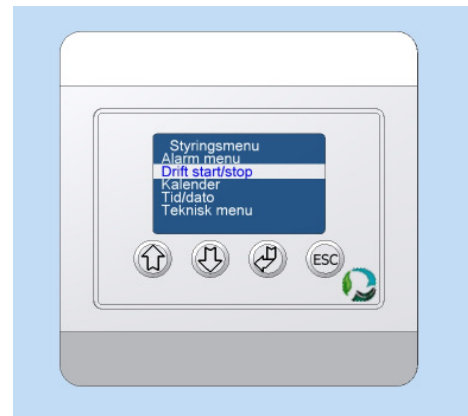 Styringsmenu
Alarm menu
Drift start/stop
Kalender
Tid/dato
Teknisk menu
ESC